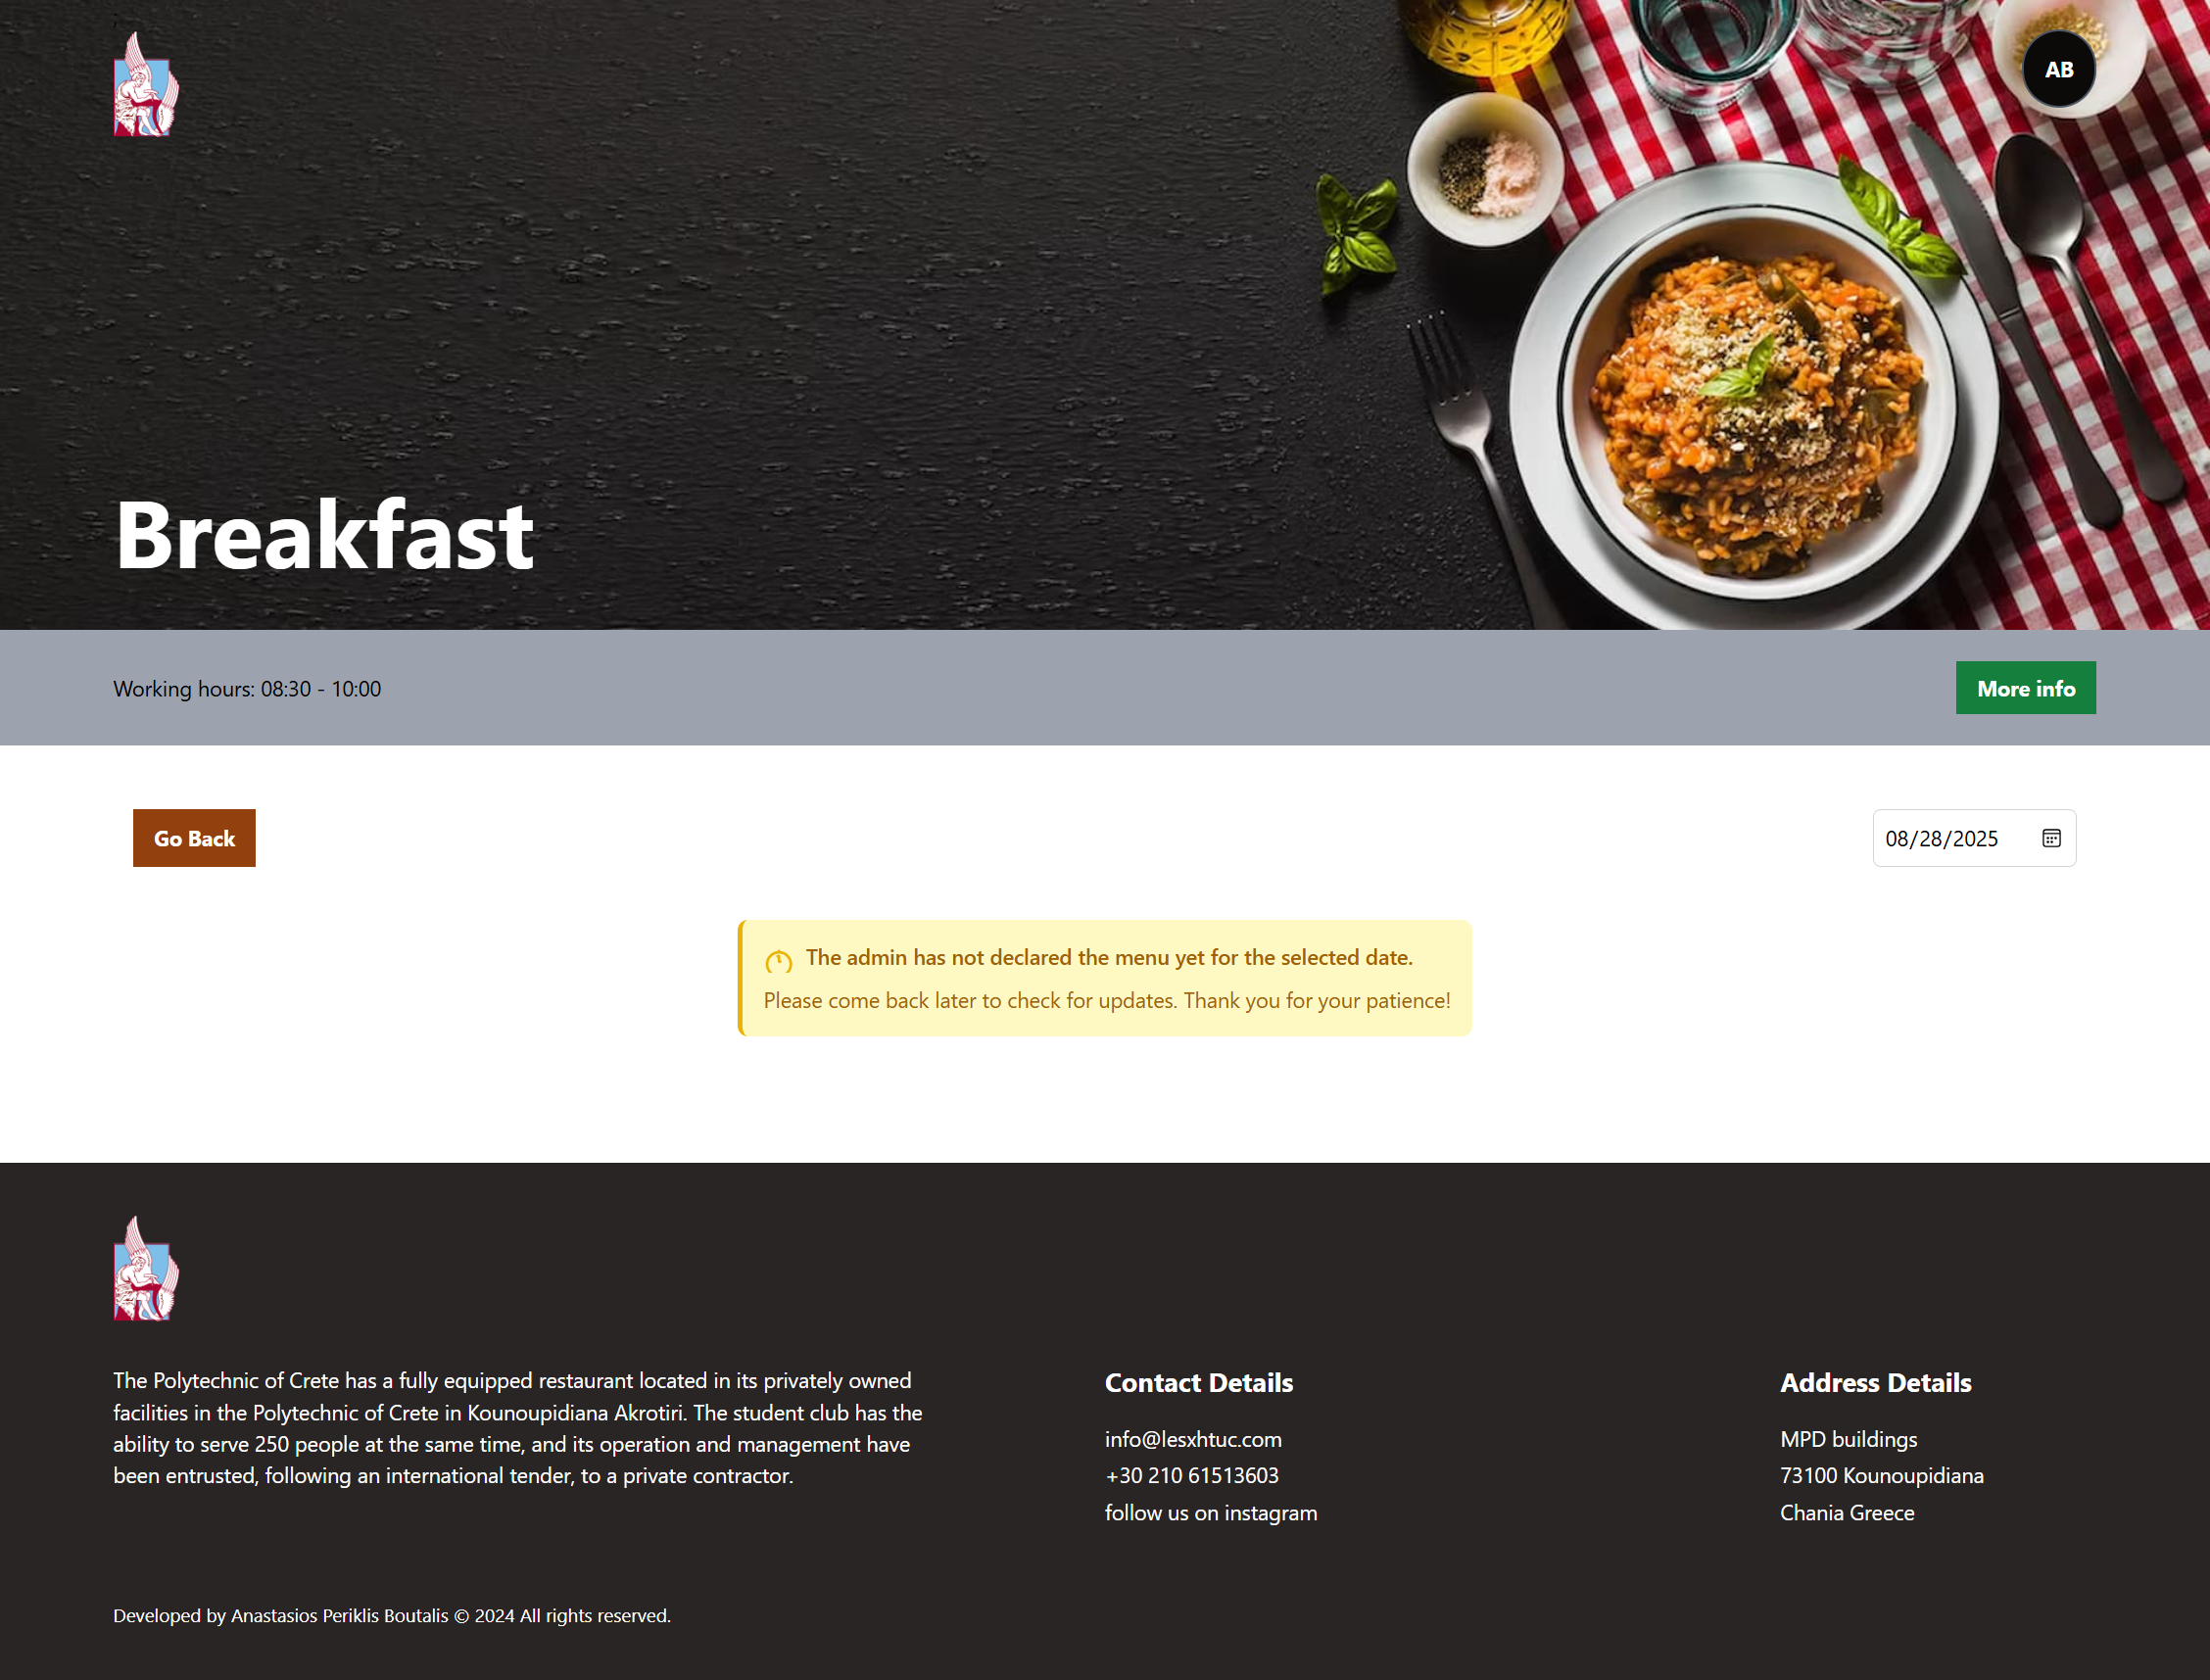 AB
Breakfast
Working hours: 08:30 - 10:00
More info
Go Back
08/28/2025
The admin has not declared the menu yet for the selected date.
Please come back later to check for updates. Thank you for your patience!
The Polytechnic of Crete has a fully equipped restaurant located in its privately owned
facilities in the Polytechnic of Crete in Kounoupidiana Akrotiri. The student club has the
ability to serve 250 people at the same time, and its operation and management have
been entrusted, following an international tender, to a private contractor.
Contact Details
info@lesxhtuc.com
+30 210 61513603
follow us on instagram
Address Details
MPD buildings
73100 Kounoupidiana
Chania Greece
Developed by Anastasios Periklis Boutalis © 2024 All rights reserved.